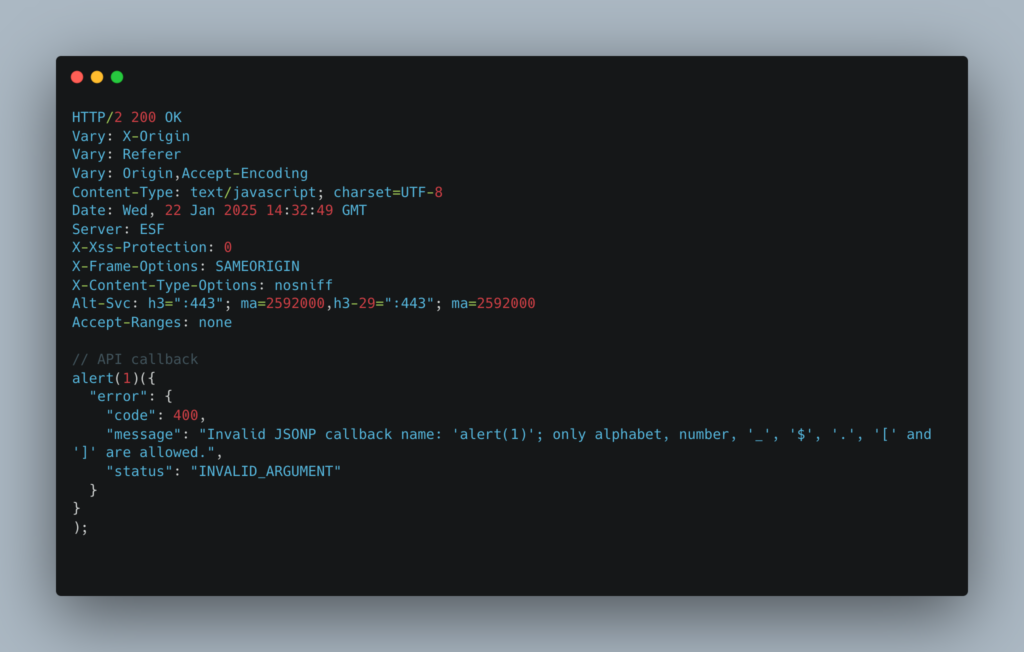 HTTP/2 200 OK
Vary: X-Origin
Vary: Referer
Vary: Origin,Accept-Encoding
Content-Type: text/javascript; charset=UTF-8
Date: Wed, 22 Jan 2025 14:32:49 GMT
Server: ESF
X-Xss-Protection: 0
X-Frame-Options: SAMEORIGIN
X-Content-Type-Options: nosniff
Alt-Svc: h3=":443"; ma=2592000,h3-29=":443"; ma=2592000
Accept-Ranges: none

// API callback
alert(1)({
  "error": {
    "code": 400,
    "message": "Invalid JSONP callback name: 'alert(1)'; only alphabet, number, '_', '$', '.', '[' and
']' are allowed.",
    "status": "INVALID_ARGUMENT"
  }
}
);